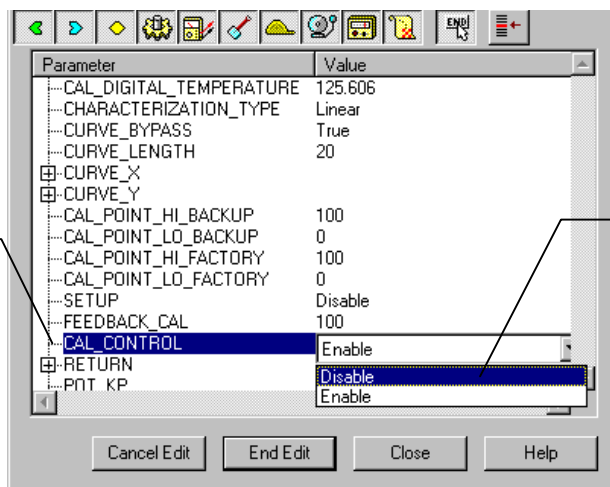 END
Parameter Value
CAL_DIGITAL_TEMPERATURE 125.606
CHARACTERIZATION_TYPE Linear
CURVE_BYPASS True
CURVE_LENGTH 20
CURVE_X
CURVE_Y
CAL_POINT_HI_BACKUP 100
CAL_POINT_LO_BACKUP 0
CAL_POINT_HI_FACTORY 100
CAL_POINT_LO_FACTORY 0
SETUP Disable
FEEDBACK_CAL 100
CAL_CONTROL Enable
RETURN Disable
POT_KP Enable
Cancel Edit End Edit Close Help